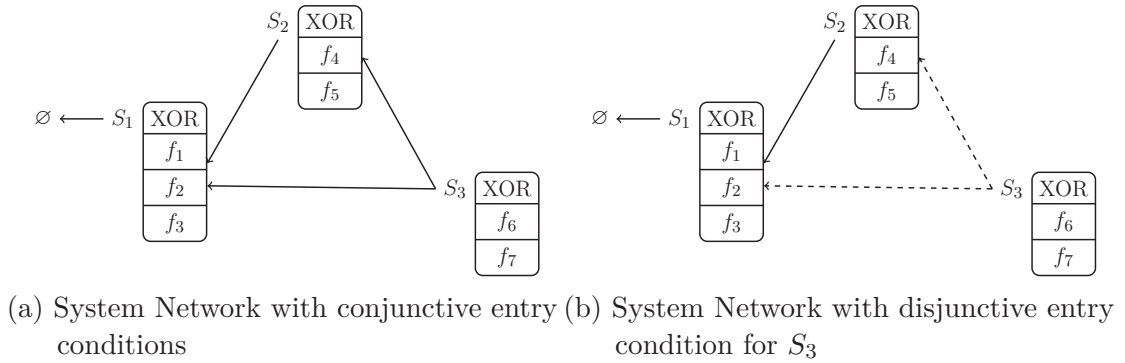 S₂ XOR
f₄
f₅
∅ S₁ XOR
f₁
f₂
f₃
S₃ XOR
f₆
f₇
S₂ XOR
f₄
f₅
∅ S₁ XOR
f₁
f₂
f₃
S₃ XOR
f₆
f₇
(a) System Network with conjunctive entry
conditions
(b) System Network with disjunctive entry
condition for S₃